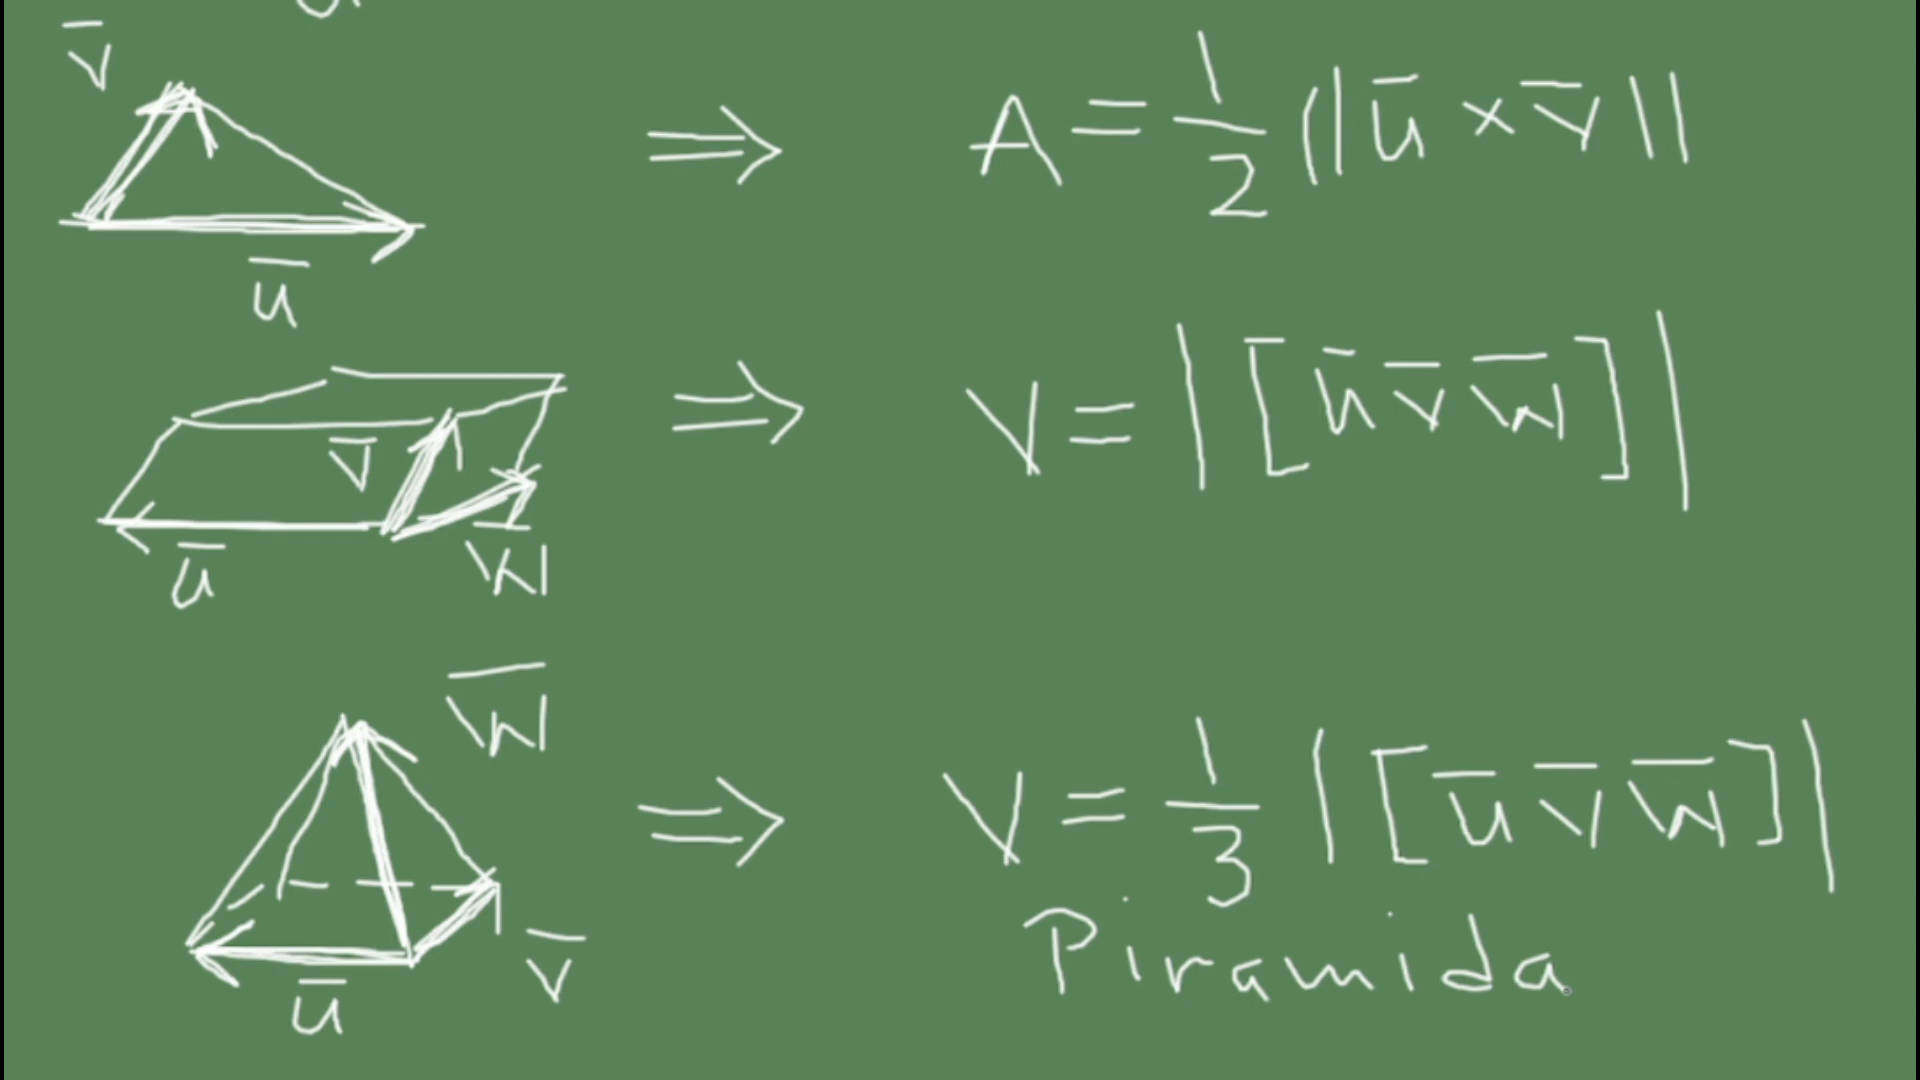 v̅
⇒ A = 1/2 ||u̅ × v̅||
u̅
v̅ ⇒ V = |[u̅ v̅ w̅]|
u̅ w̅
w̅
⇒ V = 1/3 |[u̅ v̅ w̅]|
u̅ v̅ Piramida